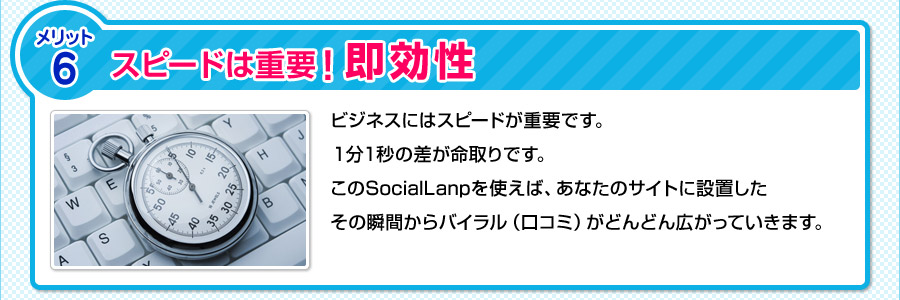 メリット
6
スピードは重要！即効性
ビジネスにはスピードが重要です。
1分1秒の差が命取りです。
このSocialLanpを使えば、あなたのサイトに設置した
その瞬間からバイラル（口コミ）がどんどん広がっていきます。